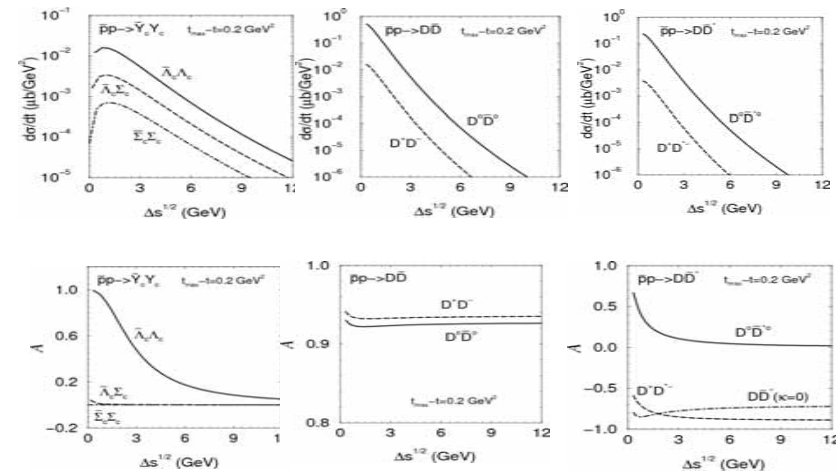 p̄p->Ȳ_cY_c t_max-t=0.2 GeV²
dσ/dt (μb/GeV²)
10⁻¹
10⁻²
10⁻³
10⁻⁴
10⁻⁵
Λ̄_cΛ_c
Λ̄_cΣ_c
Σ̄_cΣ_c
0 3 6 9 12
Δs^1/2 (GeV)
p̄p->DD̄ t_max-t=0.2 GeV²
dσ/dt (μb/GeV²)
10⁰
10⁻¹
10⁻²
10⁻³
10⁻⁴
10⁻⁵
10⁻⁶
D⁰D̄⁰
D⁺D⁻
0 3 6 9 12
Δs^1/2 (GeV)
p̄p->DD̄* t_max-t=0.2 GeV²
dσ/dt (μb/GeV²)
10⁰
10⁻¹
10⁻²
10⁻³
10⁻⁴
10⁻⁵
10⁻⁶
D⁰D̄*⁰
D⁺D*⁻
0 3 6 9 12
Δs^1/2 (GeV)
p̄p->Ȳ_cY_c t_max-t=0.2 GeV²
A
1.0
0.6
0.2
-0.2
Λ̄_cΛ_c
Λ̄_cΣ_c
Σ̄_cΣ_c
0 3 6 9 1
Δs^1/2 (GeV)
p̄p->DD̄
A
1.0
0.9
0.8
D⁺D⁻
D⁰D̄⁰
t_max-t=0.2 GeV²
0 3 6 9 12
Δs^1/2 (GeV)
p̄p->DD̄* t_max-t=0.2 GeV²
A
1.0
0.5
0.0
-0.5
-1.0
D⁰D̄*⁰
D⁺D*⁻
DD̄*(κ=0)
0 3 6 9 12
Δs^1/2 (GeV)